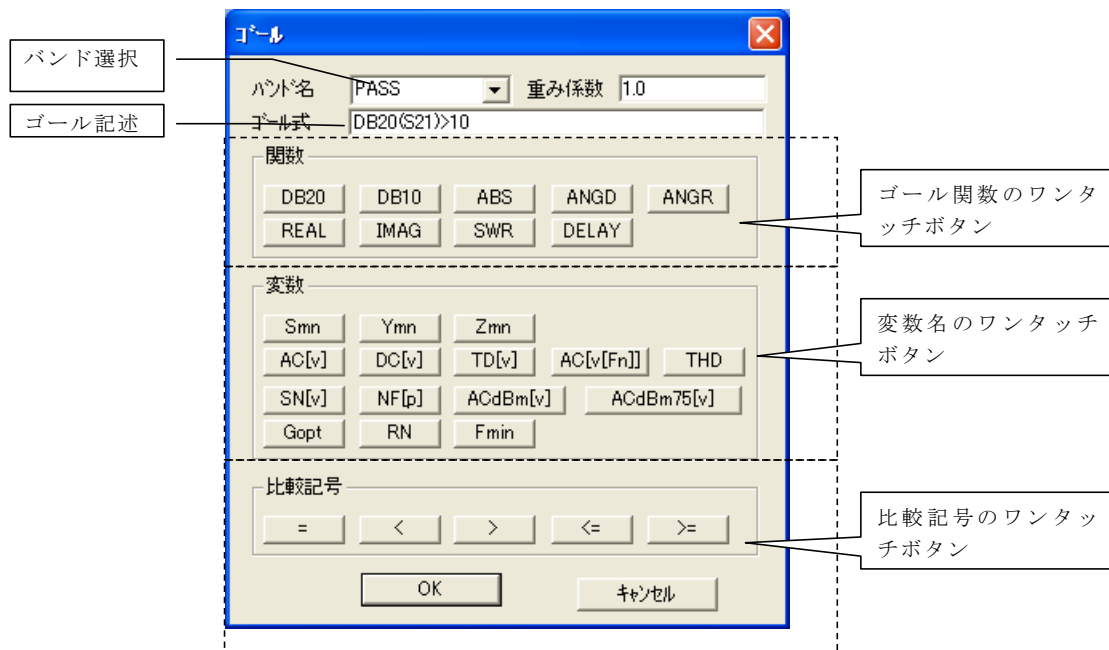 ゴール
バンド選択
バンド名 PASS 重み係数 1.0
ゴール記述
ゴール式 DB20(S21)>10
関数
DB20 DB10 ABS ANGD ANGR
REAL IMAG SWR DELAY
ゴール関数のワンタ
ッチボタン
変数
Smn Ymn Zmn
AC[v] DC[v] TD[v] AC[v[Fn]] THD
SN[v] NF[p] ACdBm[v] ACdBm75[v]
Gopt RN Fmin
変数名のワンタッチ
ボタン
比較記号
= < > <= >=
比較記号のワンタッ
チボタン
OK キャンセル